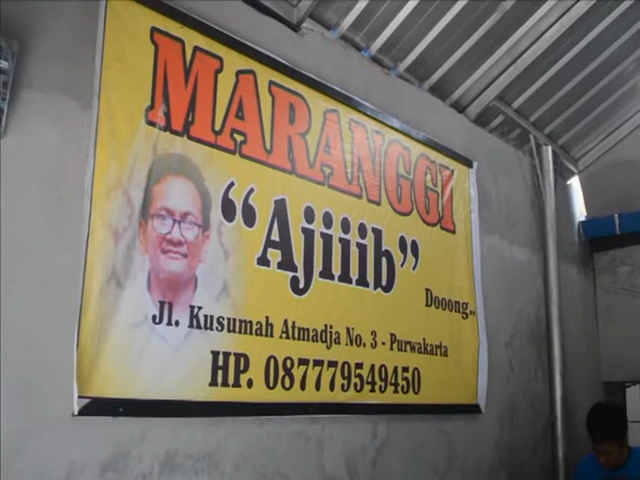 MARANGGI
“Ajiiib”
Dooong..
Jl. Kusumah Atmadja No. 3 - Purwakarta
HP. 087779549450